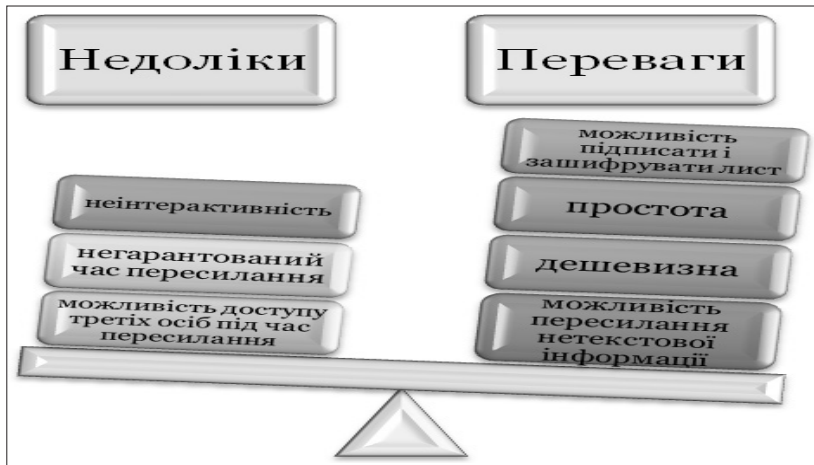 Недоліки
неінтерактивність
негарантований
час пересилання
можливість доступу
третіх осіб під час
пересилання
Переваги
можливість
підписати і
зашифрувати лист
простота
дешевизна
можливість
пересилання
нетекстової
інформації